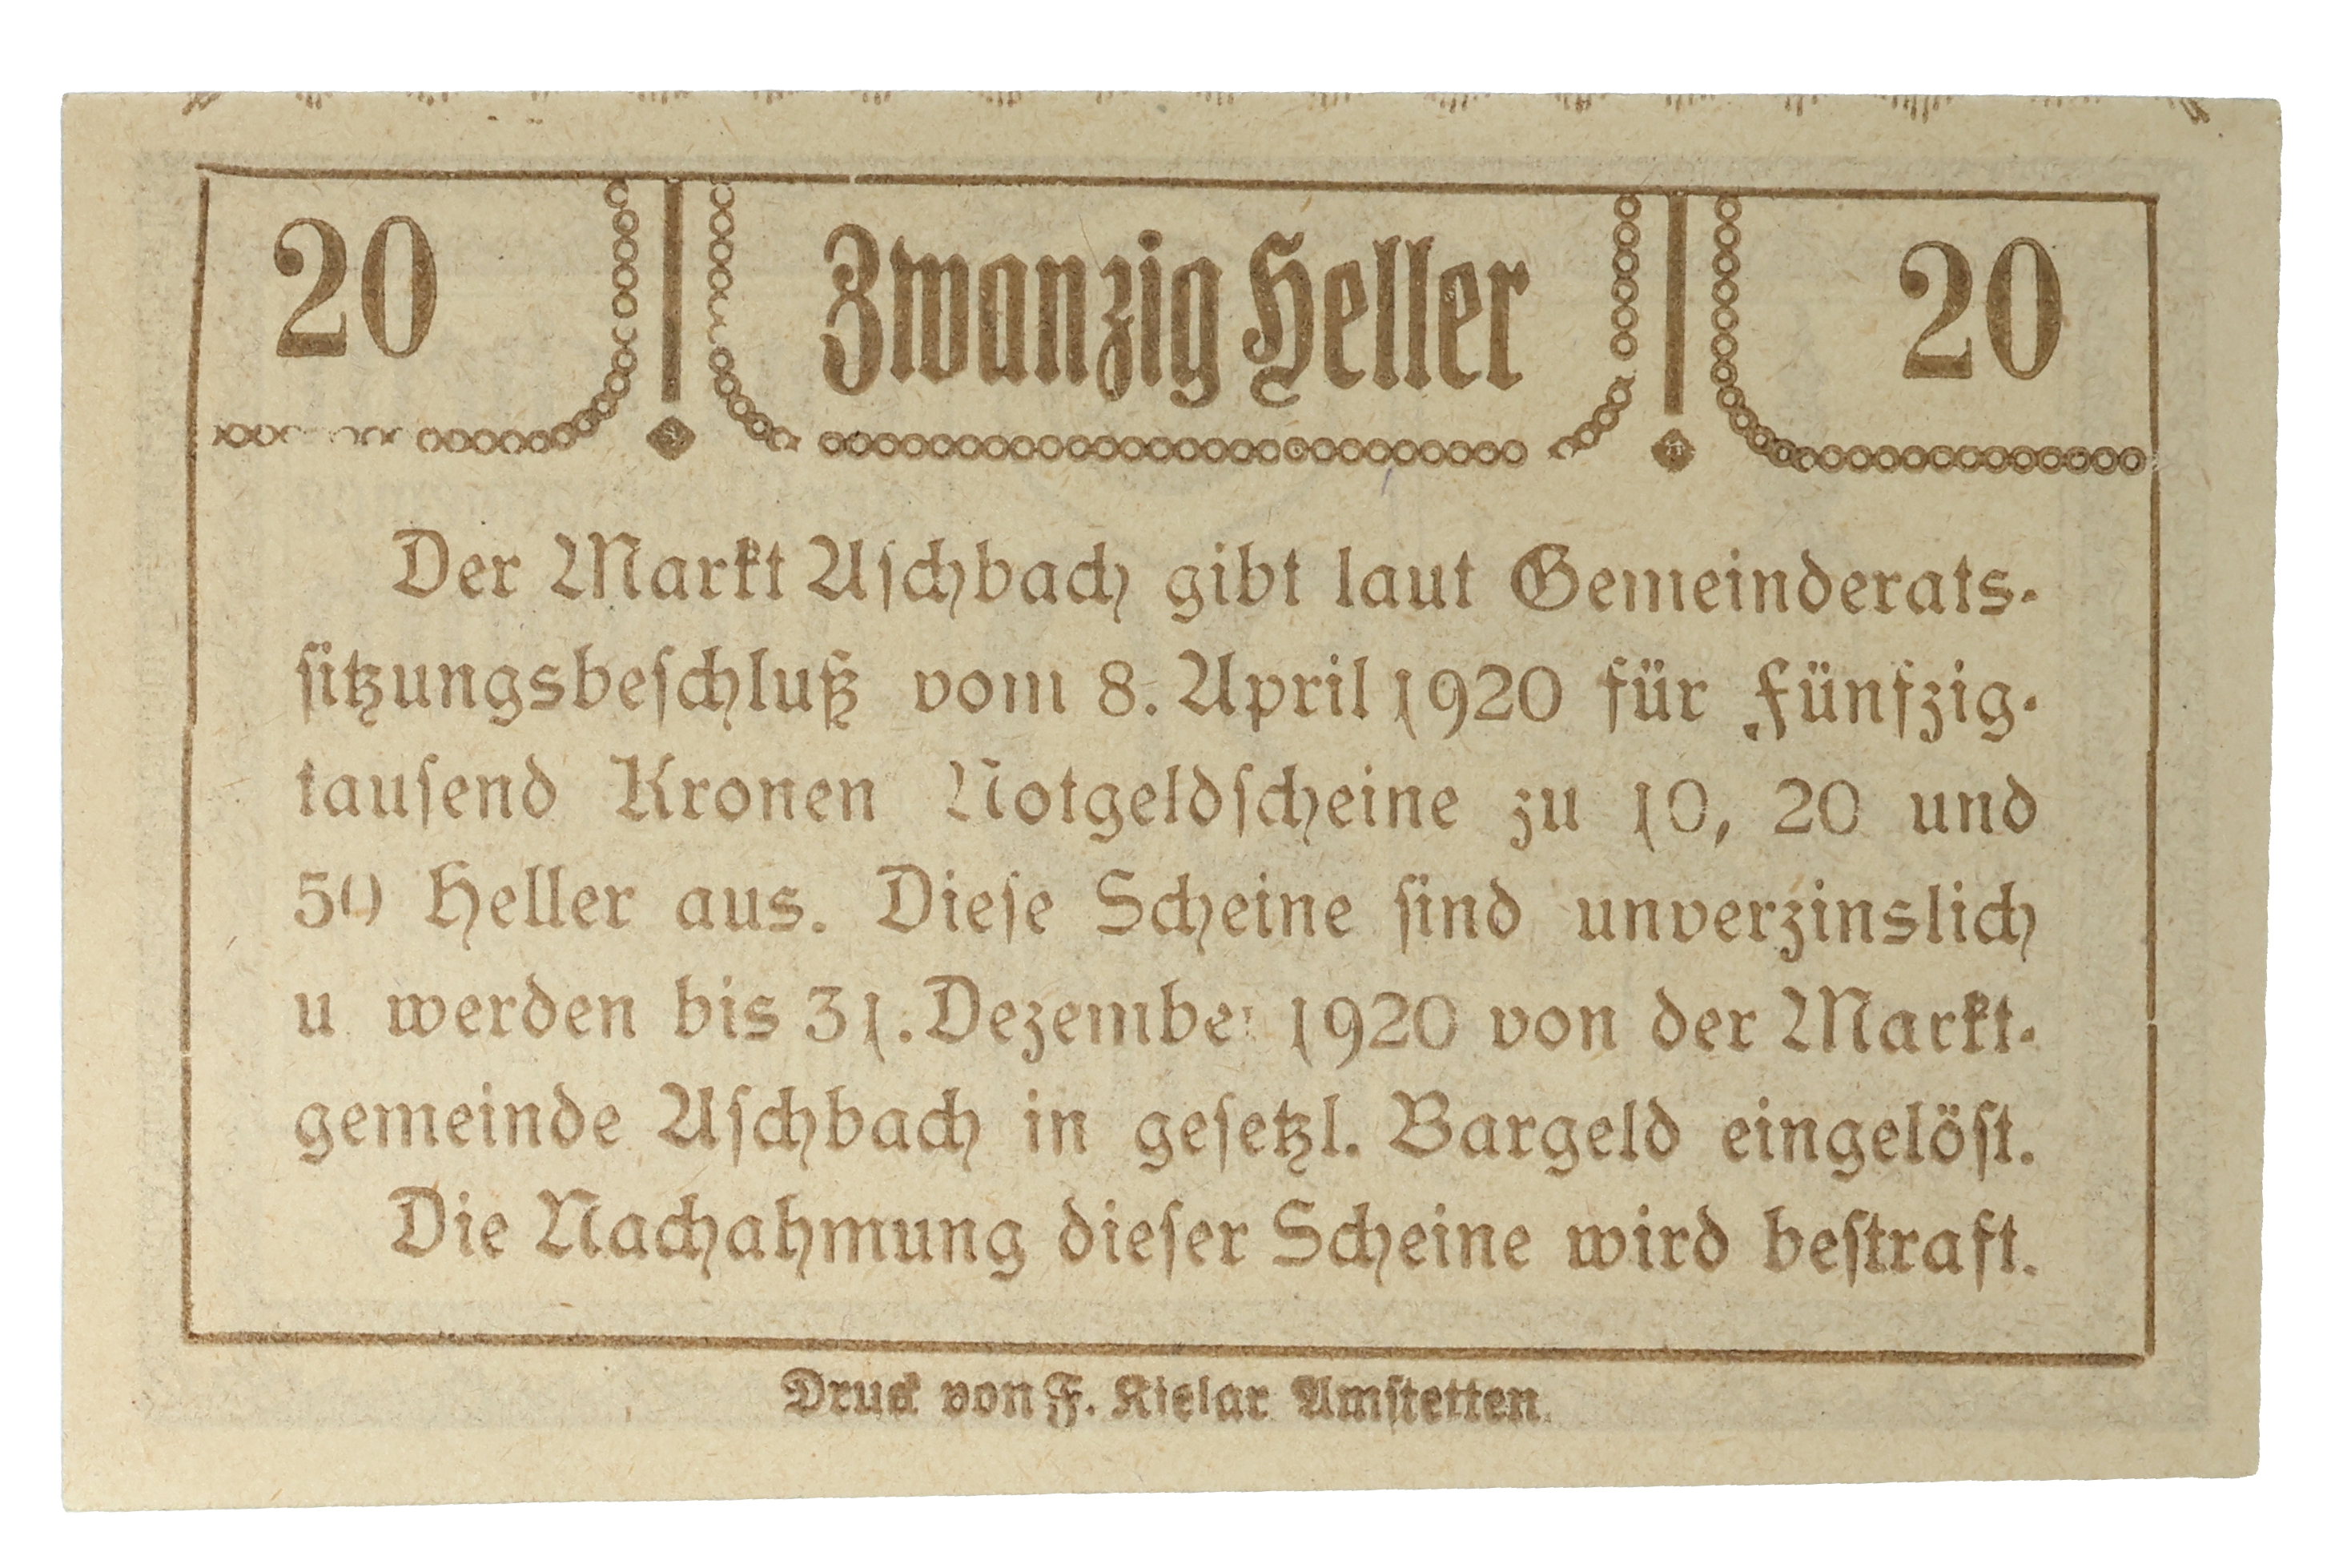 20 Zwanzig Heller 20
Der Markt Aschbach gibt laut Gemeinderats-
sitzungsbeschluß vom 8. April 1920 für Fünfzig-
tausend Kronen Notgeldscheine zu 10, 20 und
50 Heller aus. Diese Scheine sind unverzinslich
u werden bis 31. Dezember 1920 von der Markt-
gemeinde Aschbach in gesetzl. Bargeld eingelöst.
Die Nachahmung dieser Scheine wird bestraft.
Druck von F. Kielar Amstetten.